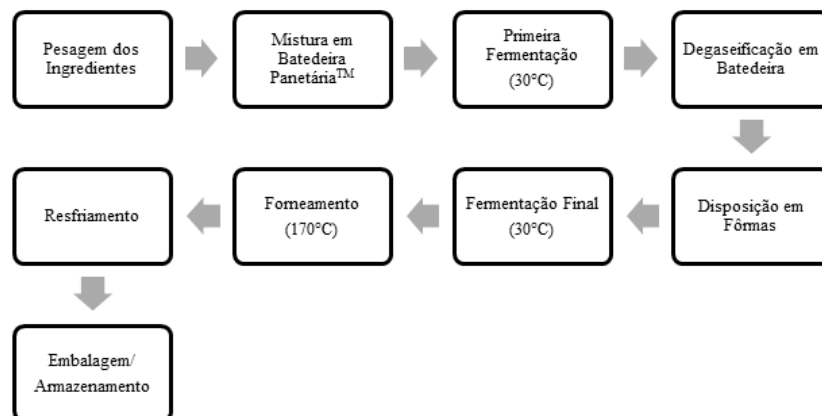 Pesagem dos
Ingredientes
Mistura em
Batedeira
Panetária™
Primeira
Fermentação
(30°C)
Degaseificação em
Batedeira
Disposição em
Fôrmas
Fermentação Final
(30°C)
Forneamento
(170°C)
Resfriamento
Embalagem/
Armazenamento